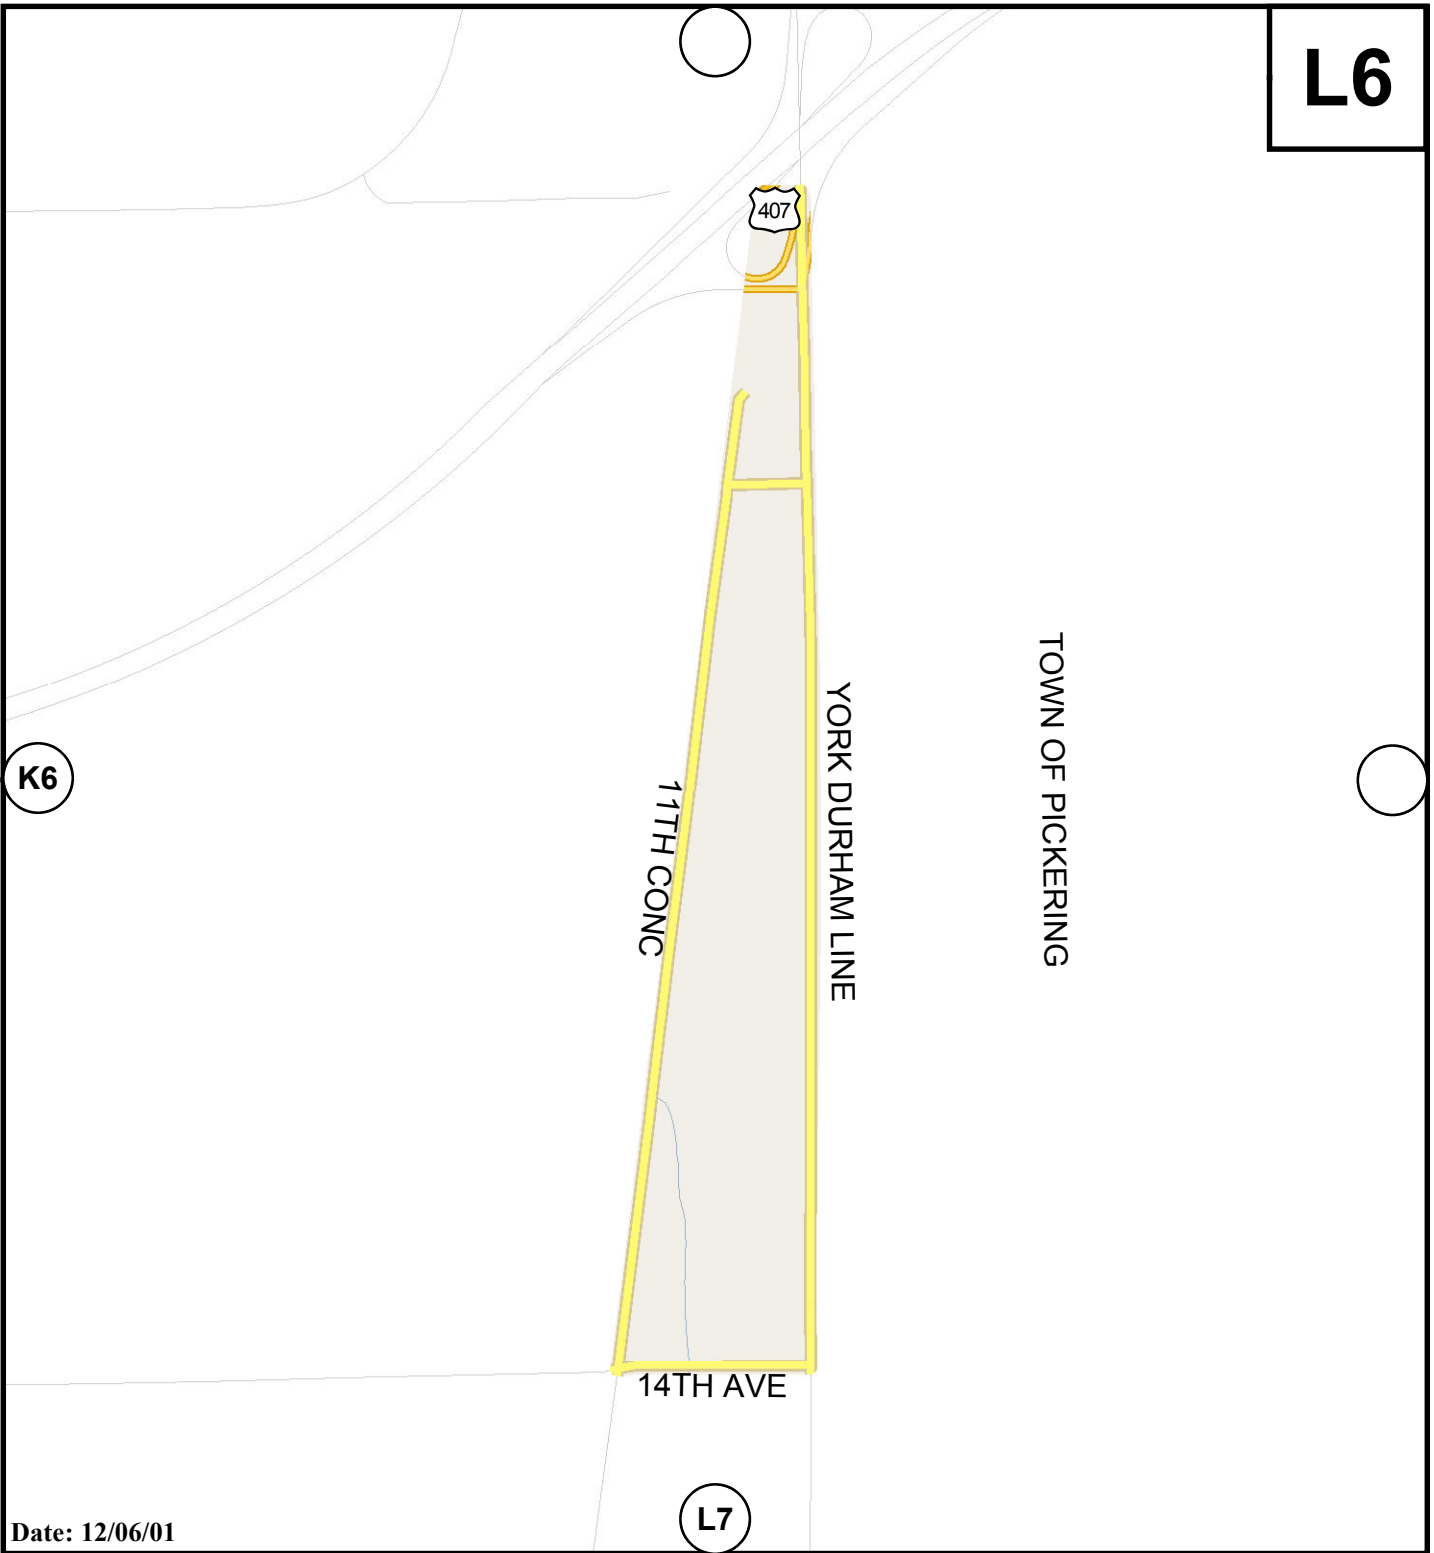 L6
407
TOWN OF PICKERING
YORK DURHAM LINE
K6
11TH CONC
14TH AVE
L7
Date: 12/06/01